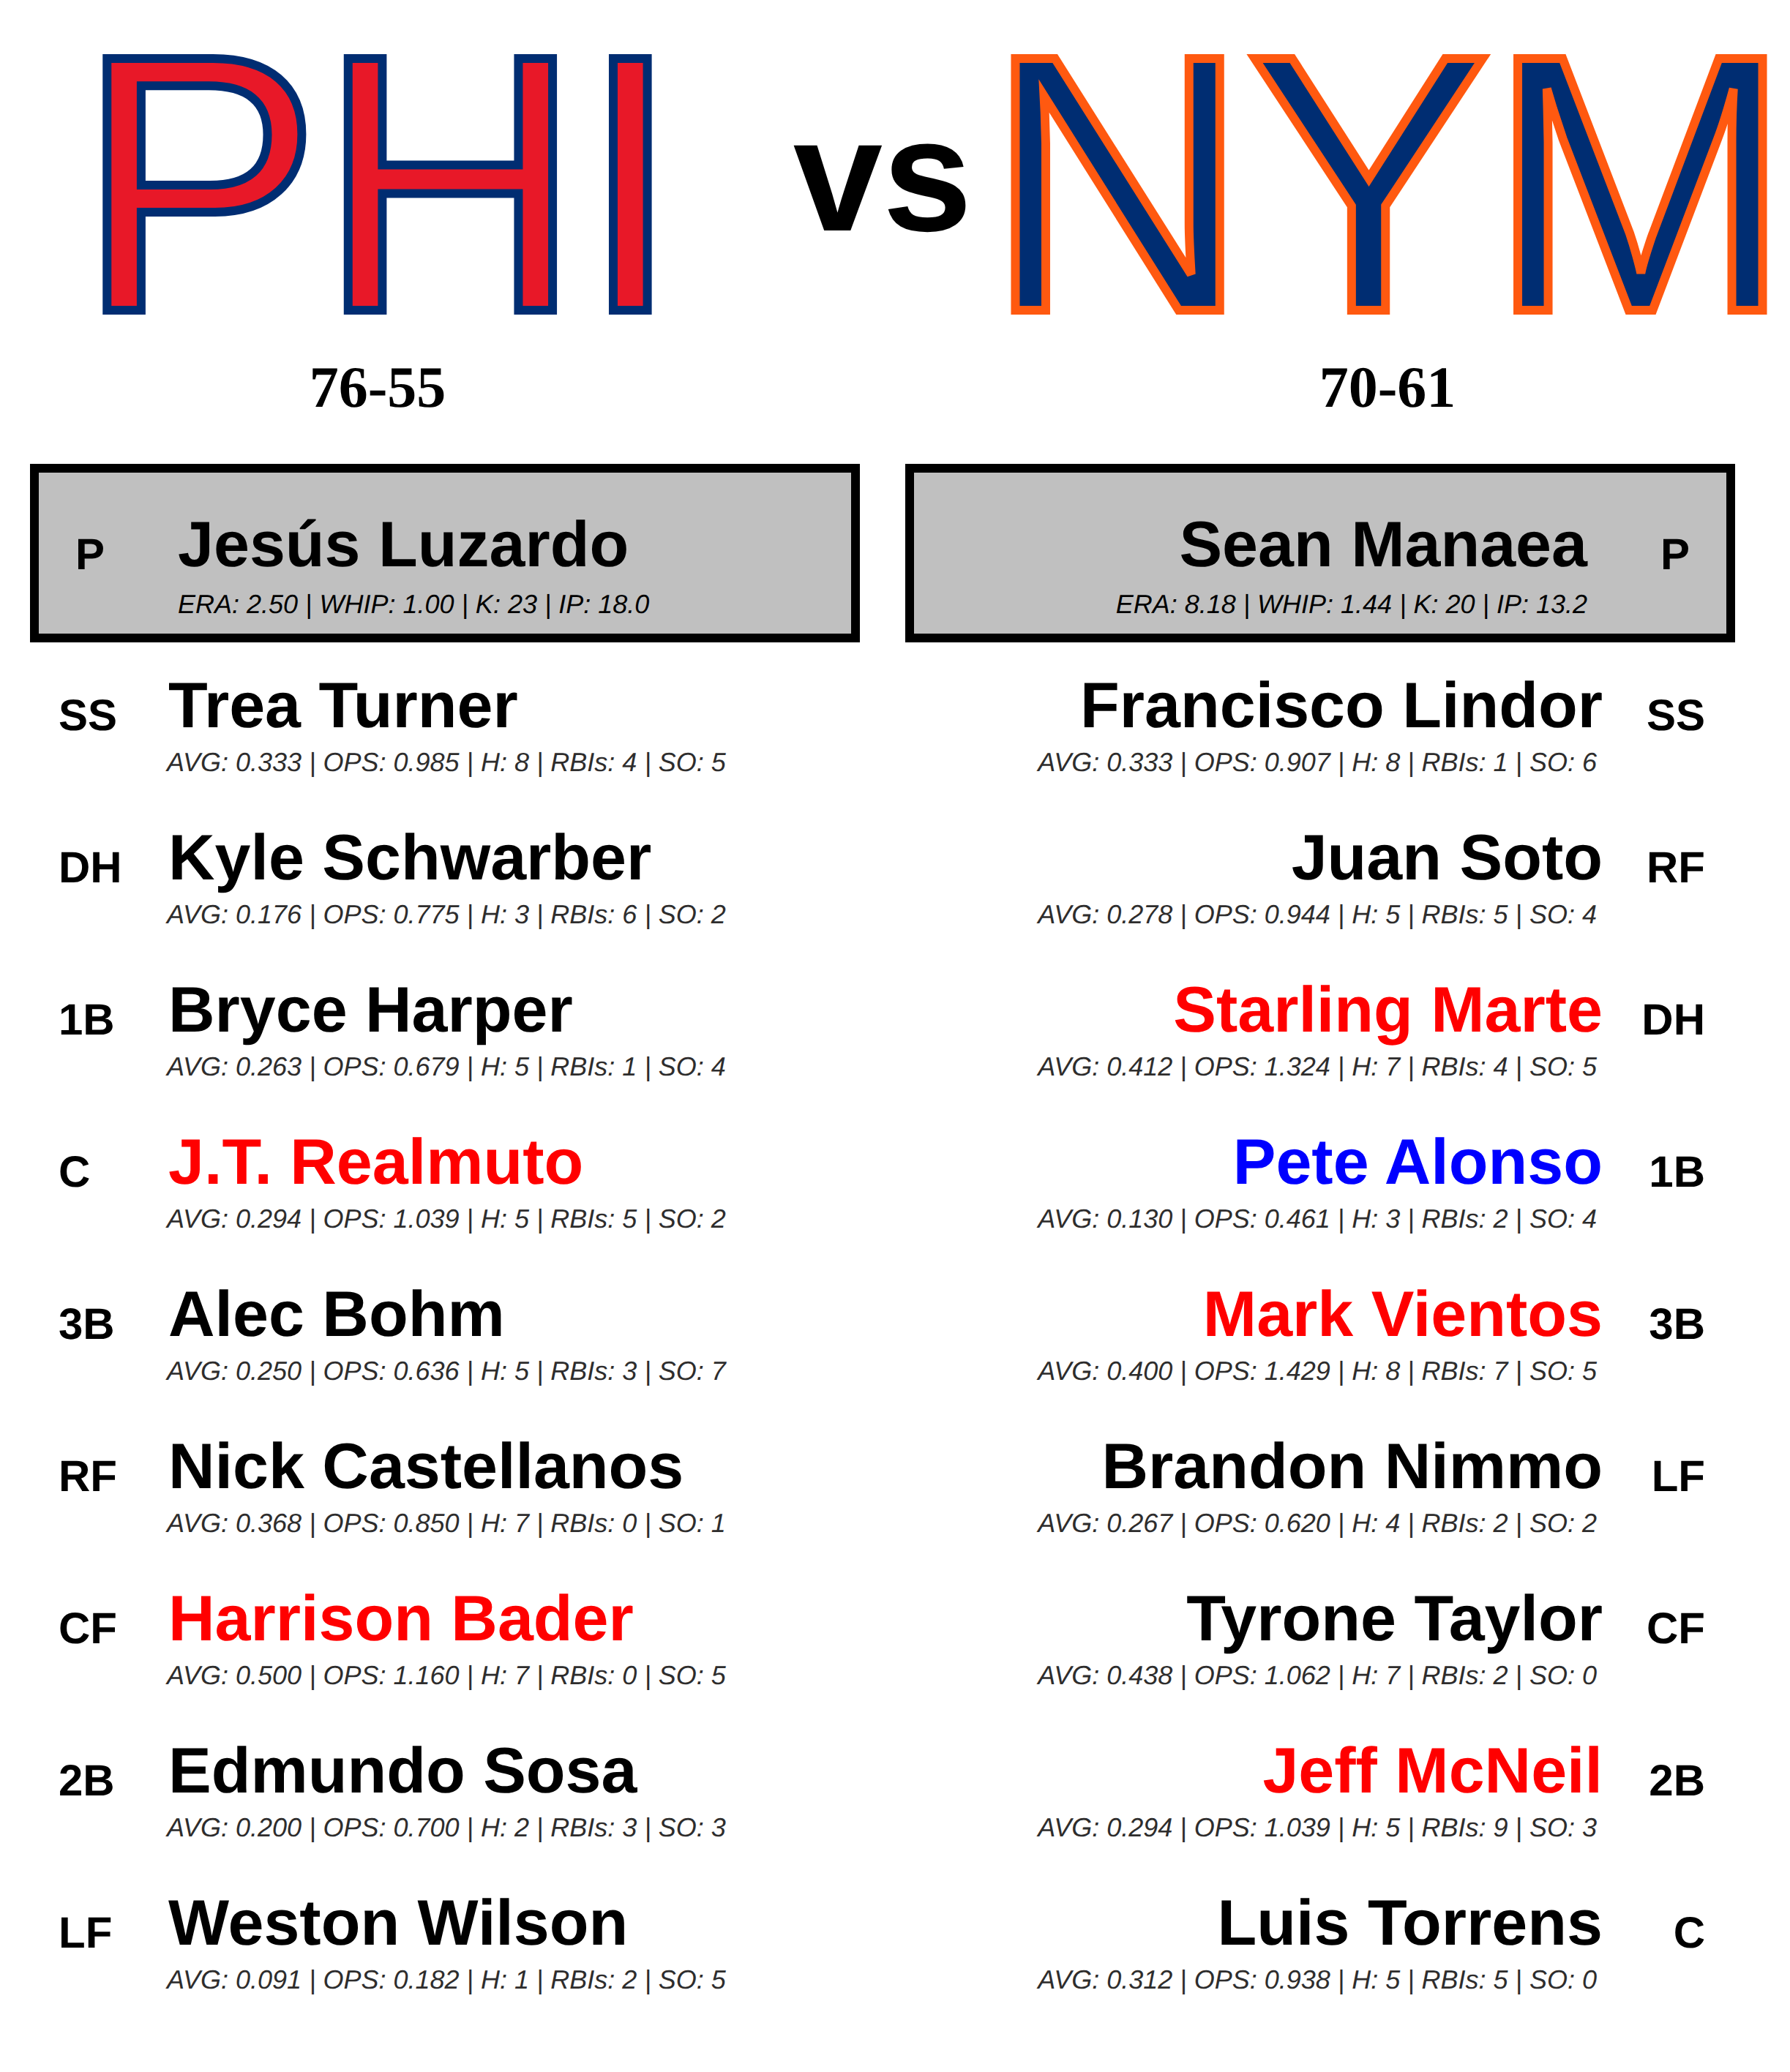 PHI vs NYM
76-55
70-61
P Jesús Luzardo
ERA: 2.50 | WHIP: 1.00 | K: 23 | IP: 18.0
Sean Manaea P
ERA: 8.18 | WHIP: 1.44 | K: 20 | IP: 13.2
SS Trea Turner
AVG: 0.333 | OPS: 0.985 | H: 8 | RBIs: 4 | SO: 5
DH Kyle Schwarber
AVG: 0.176 | OPS: 0.775 | H: 3 | RBIs: 6 | SO: 2
1B Bryce Harper
AVG: 0.263 | OPS: 0.679 | H: 5 | RBIs: 1 | SO: 4
C J.T. Realmuto
AVG: 0.294 | OPS: 1.039 | H: 5 | RBIs: 5 | SO: 2
3B Alec Bohm
AVG: 0.250 | OPS: 0.636 | H: 5 | RBIs: 3 | SO: 7
RF Nick Castellanos
AVG: 0.368 | OPS: 0.850 | H: 7 | RBIs: 0 | SO: 1
CF Harrison Bader
AVG: 0.500 | OPS: 1.160 | H: 7 | RBIs: 0 | SO: 5
2B Edmundo Sosa
AVG: 0.200 | OPS: 0.700 | H: 2 | RBIs: 3 | SO: 3
LF Weston Wilson
AVG: 0.091 | OPS: 0.182 | H: 1 | RBIs: 2 | SO: 5
Francisco Lindor SS
AVG: 0.333 | OPS: 0.907 | H: 8 | RBIs: 1 | SO: 6
Juan Soto RF
AVG: 0.278 | OPS: 0.944 | H: 5 | RBIs: 5 | SO: 4
Starling Marte DH
AVG: 0.412 | OPS: 1.324 | H: 7 | RBIs: 4 | SO: 5
Pete Alonso 1B
AVG: 0.130 | OPS: 0.461 | H: 3 | RBIs: 2 | SO: 4
Mark Vientos 3B
AVG: 0.400 | OPS: 1.429 | H: 8 | RBIs: 7 | SO: 5
Brandon Nimmo LF
AVG: 0.267 | OPS: 0.620 | H: 4 | RBIs: 2 | SO: 2
Tyrone Taylor CF
AVG: 0.438 | OPS: 1.062 | H: 7 | RBIs: 2 | SO: 0
Jeff McNeil 2B
AVG: 0.294 | OPS: 1.039 | H: 5 | RBIs: 9 | SO: 3
Luis Torrens C
AVG: 0.312 | OPS: 0.938 | H: 5 | RBIs: 5 | SO: 0